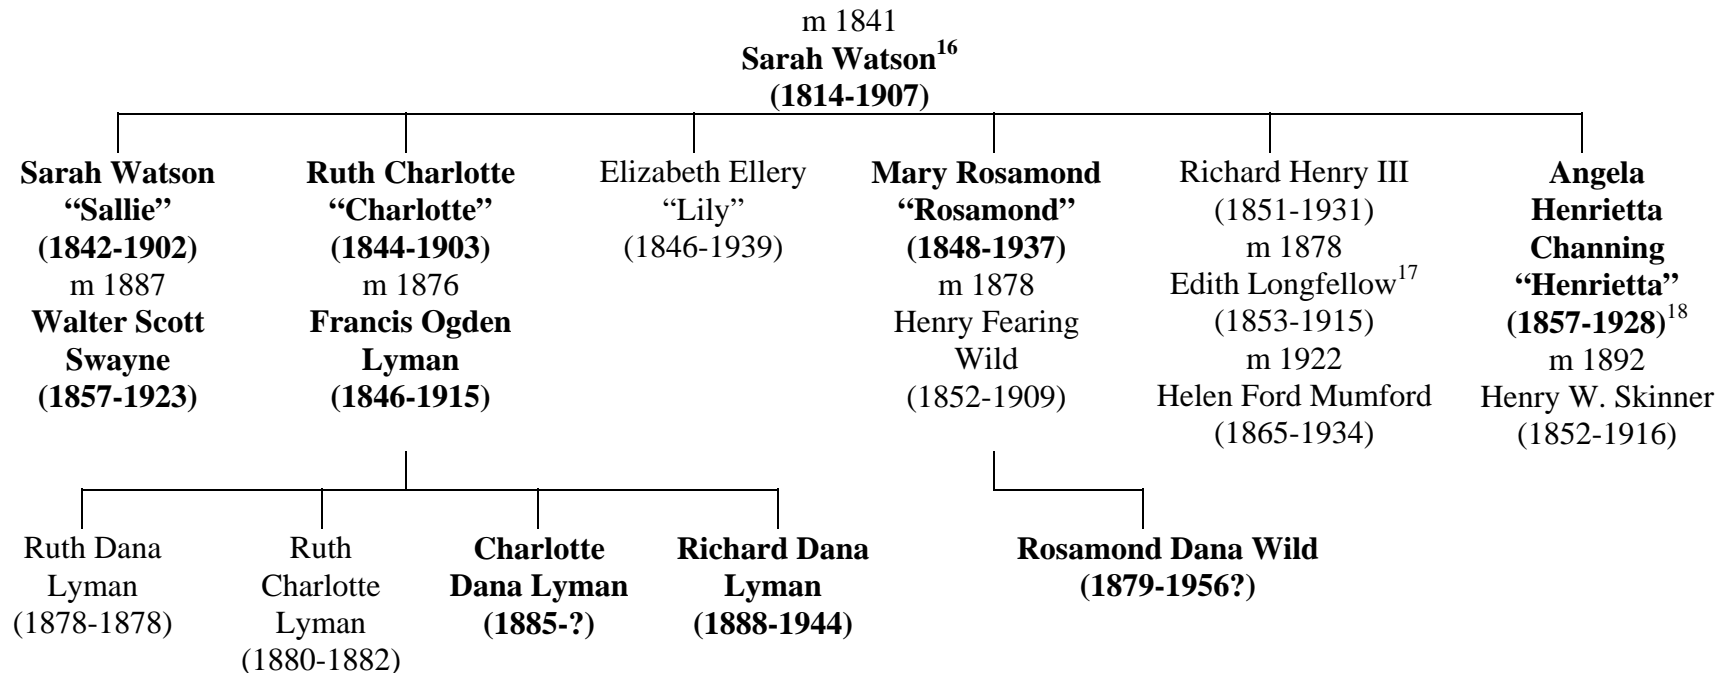 m 1841
Sarah Watson16
(1814-1907)
Sarah Watson
“Sallie”
(1842-1902)
m 1887
Walter Scott
Swayne
(1857-1923)
Ruth Charlotte
“Charlotte”
(1844-1903)
m 1876
Francis Ogden
Lyman
(1846-1915)
Elizabeth Ellery
“Lily”
(1846-1939)
Mary Rosamond
“Rosamond”
(1848-1937)
m 1878
Henry Fearing
Wild
(1852-1909)
Richard Henry III
(1851-1931)
m 1878
Edith Longfellow17
(1853-1915)
m 1922
Helen Ford Mumford
(1865-1934)
Angela
Henrietta
Channing
“Henrietta”
(1857-1928)18
m 1892
Henry W. Skinner
(1852-1916)
Ruth Dana
Lyman
(1878-1878)
Ruth
Charlotte
Lyman
(1880-1882)
Charlotte
Dana Lyman
(1885-?)
Richard Dana
Lyman
(1888-1944)
Rosamond Dana Wild
(1879-1956?)